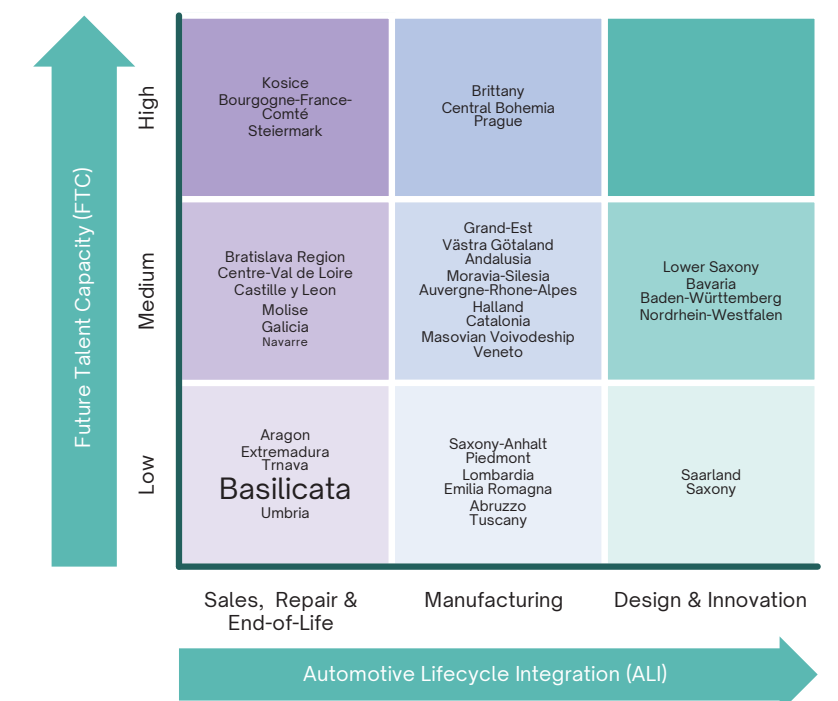 Future Talent Capacity (FTC)
High
Kosice
Bourgogne-France-
Comté
Steiermark
Brittany
Central Bohemia
Prague
Medium
Bratislava Region
Centre-Val de Loire
Castille y Leon
Molise
Galicia
Navarre
Grand-Est
Västra Götaland
Andalusia
Moravia-Silesia
Auvergne-Rhone-Alpes
Halland
Catalonia
Masovian Voivodeship
Veneto
Lower Saxony
Bavaria
Baden-Württemberg
Nordrhein-Westfalen
Low
Aragon
Extremadura
Trnava
Basilicata
Umbria
Saxony-Anhalt
Piedmont
Lombardia
Emilia Romagna
Abruzzo
Tuscany
Saarland
Saxony
Sales, Repair &
End-of-Life
Manufacturing
Design & Innovation
Automotive Lifecycle Integration (ALI)